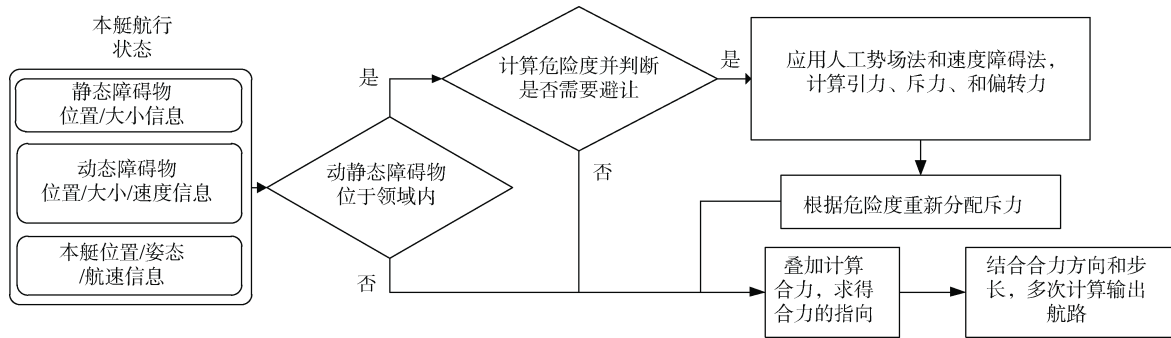 本艇航行
状态
静态障碍物
位置/大小信息
动态障碍物
位置/大小/速度信息
本艇位置/姿态
/航速信息
动静态障碍物
位于领域内
是
否
计算危险度并判断
是否需要避让
是
否
应用人工势场法和速度障碍法，
计算引力、斥力、和偏转力
根据危险度重新分配斥力
叠加计算
合力，求得
合力的指向
结合合力方向和步
长，多次计算输出
航路